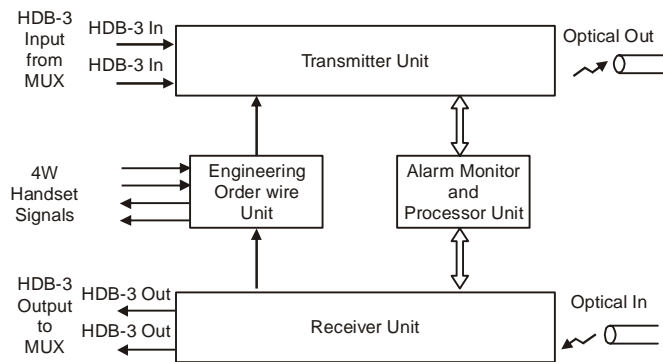 HDB-3
Input
from
MUX
HDB-3 In
HDB-3 In
Transmitter Unit
Optical Out
4W
Handset
Signals
Engineering
Order wire
Unit
Alarm Monitor
and
Processor Unit
HDB-3
Output
to
MUX
HDB-3 Out
HDB-3 Out
Receiver Unit
Optical In